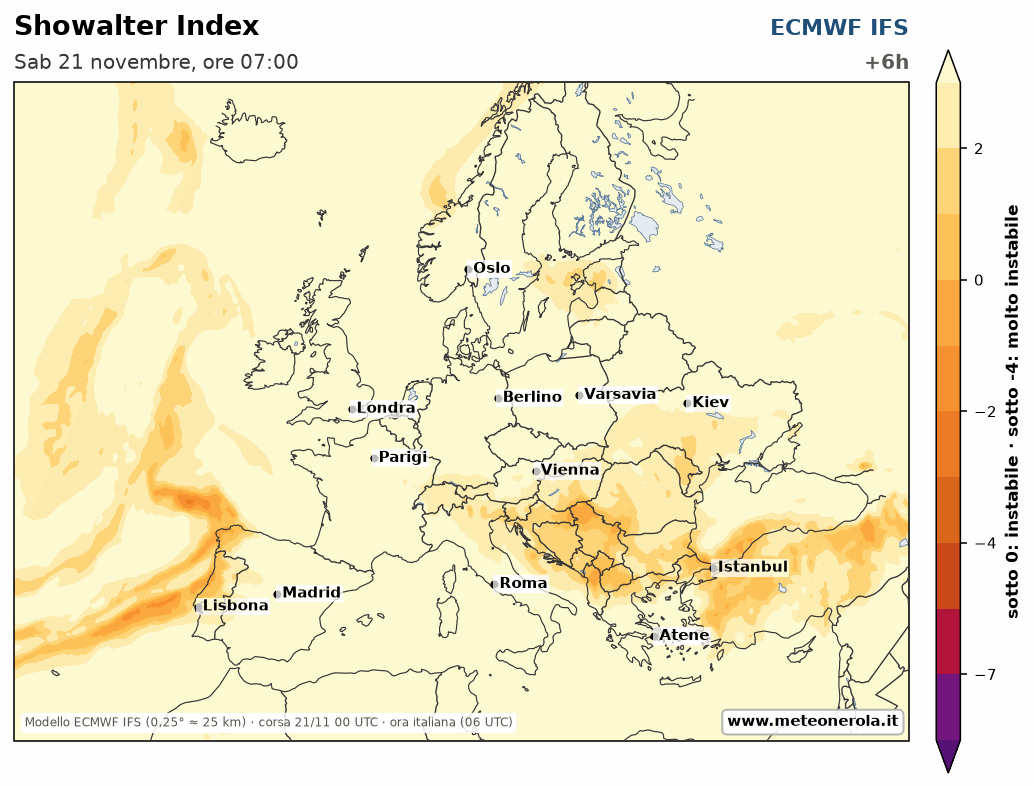 Showalter Index
ECMWF IFS
Sab 21 novembre, ore 07:00
+6h
Oslo
Londra
Berlino
Varsavia
Kiev
Parigi
Vienna
Istanbul
Roma
Madrid
Lisbona
Atene
2
0
−2
−4
−7
sotto 0: instabile · sotto -4: molto instabile
Modello ECMWF IFS (0,25° ≈ 25 km) · corsa 21/11 00 UTC · ora italiana (06 UTC)
www.meteonerola.it